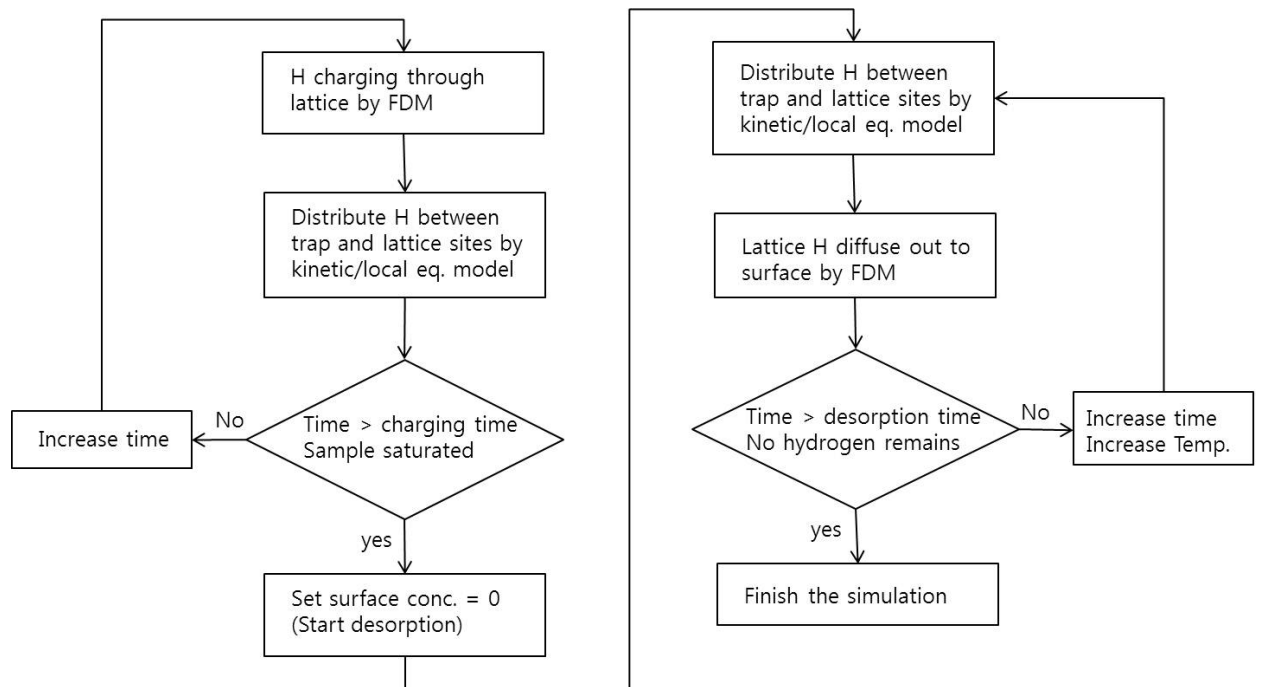 H charging through
lattice by FDM
Distribute H between
trap and lattice sites by
kinetic/local eq. model
Time > charging time
Sample saturated
No
Increase time
yes
Set surface conc. = 0
(Start desorption)
Distribute H between
trap and lattice sites by
kinetic/local eq. model
Lattice H diffuse out to
surface by FDM
Time > desorption time
No hydrogen remains
No
Increase time
Increase Temp.
yes
Finish the simulation